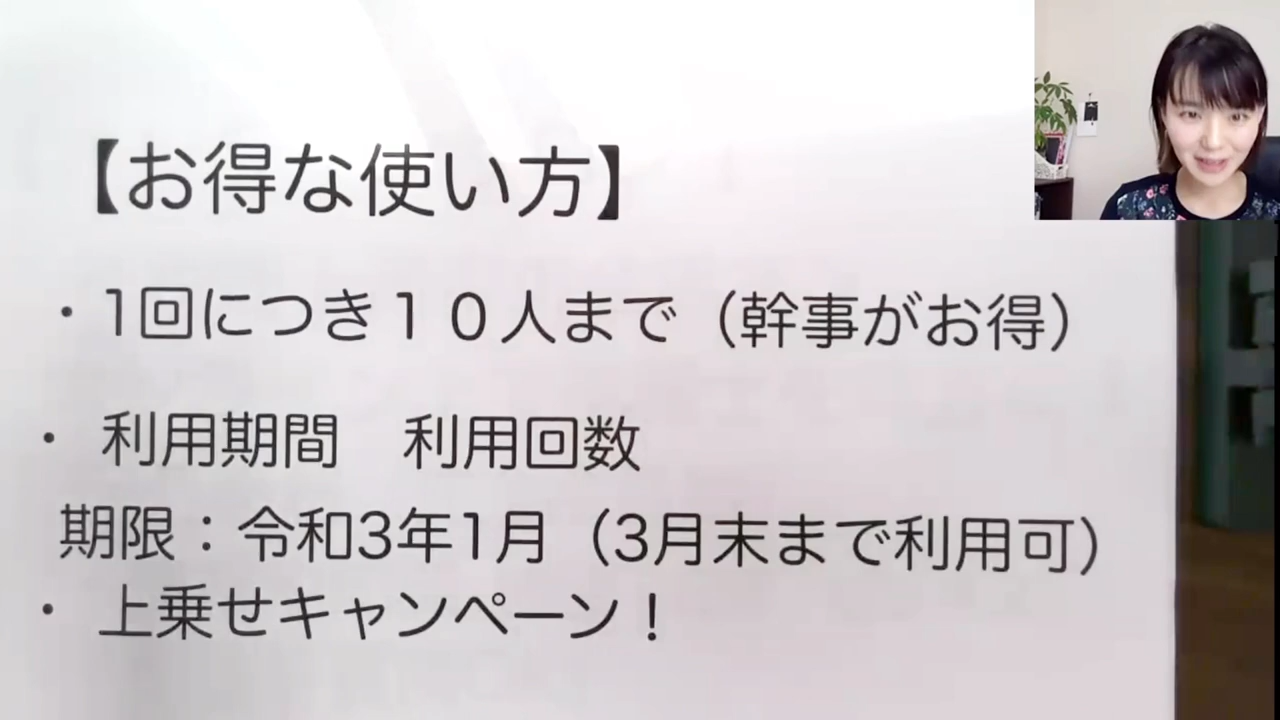 【お得な使い方】
・1回につき１０人まで（幹事がお得）
・ 利用期間　利用回数
期限：令和3年1月（3月末まで利用可）
・ 上乗せキャンペーン！